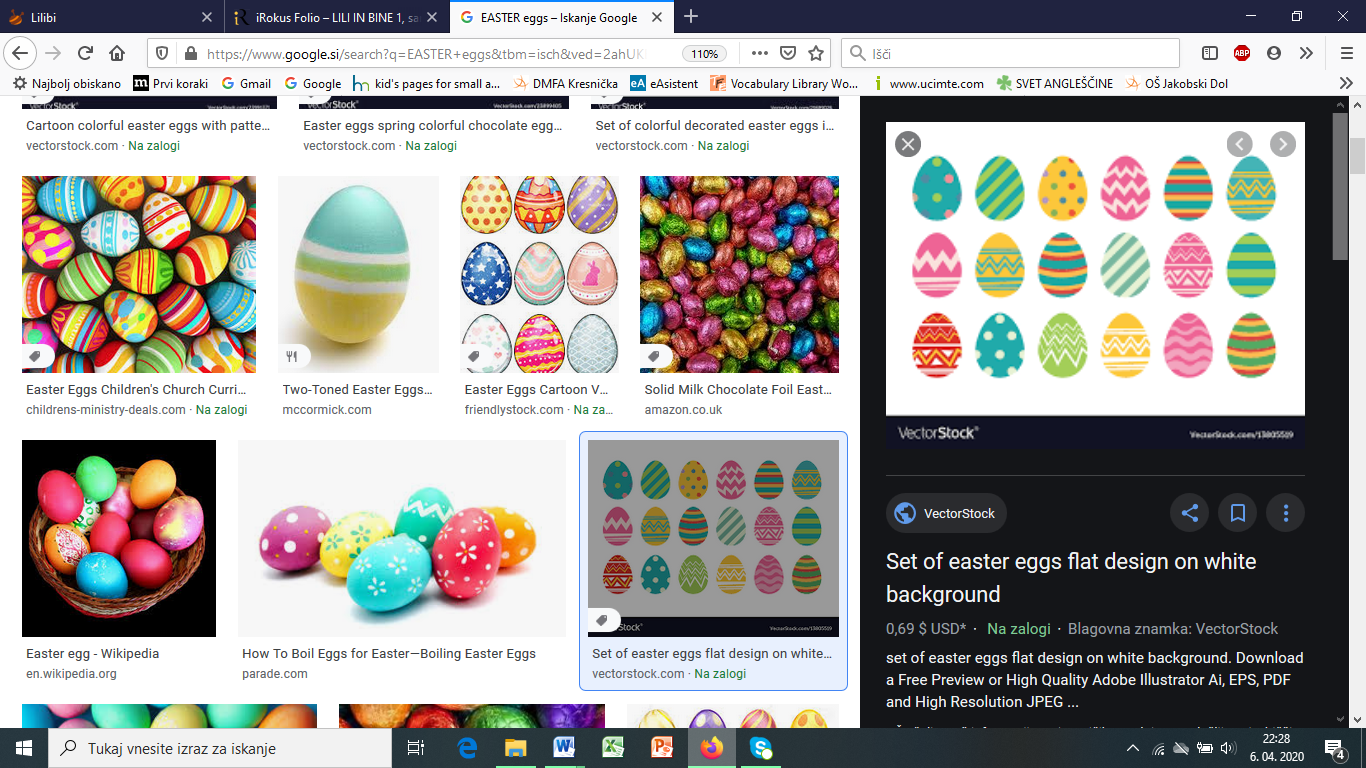 Lilibi
iRokus Folio – LILI IN BINE 1, sa
EASTER eggs – Iskanje Google
https://www.google.si/search?q=EASTER+eggs&tbm=isch&ved=2ahUK
110%
Išči
Najbolj obiskano
Prvi koraki
Gmail
Google
kid's pages for small a...
DMFA Kresnička
eAsistent
Vocabulary Library Wo...
www.ucimte.com
SVET ANGLEŠČINE
OŠ Jakobski Dol
Cartoon colorful easter eggs with patte...
vectorstock.com · Na zalogi
Easter eggs spring colorful chocolate egg...
vectorstock.com · Na zalogi
Set of colorful decorated easter eggs i...
vectorstock.com · Na zalogi
Easter Eggs Children's Church Curri...
childrens-ministry-deals.com · Na zalogi
Two-Toned Easter Eggs...
mccormick.com
Easter Eggs Cartoon V...
friendlystock.com · Na za...
Solid Milk Chocolate Foil East...
amazon.co.uk
Easter egg - Wikipedia
en.wikipedia.org
How To Boil Eggs for Easter—Boiling Easter Eggs
parade.com
VectorStock.com/13805519
Set of easter eggs flat design on white...
vectorstock.com · Na zalogi
VectorStock®
VectorStock.com/13805519
VectorStock
Set of easter eggs flat design on white
background
0,69 $ USD* · Na zalogi · Blagovna znamka: VectorStock
set of easter eggs flat design on white background. Download
a Free Preview or High Quality Adobe Illustrator Ai, EPS, PDF
and High Resolution JPEG ...
Tukaj vnesite izraz za iskanje
22:28
6. 04. 2020
4